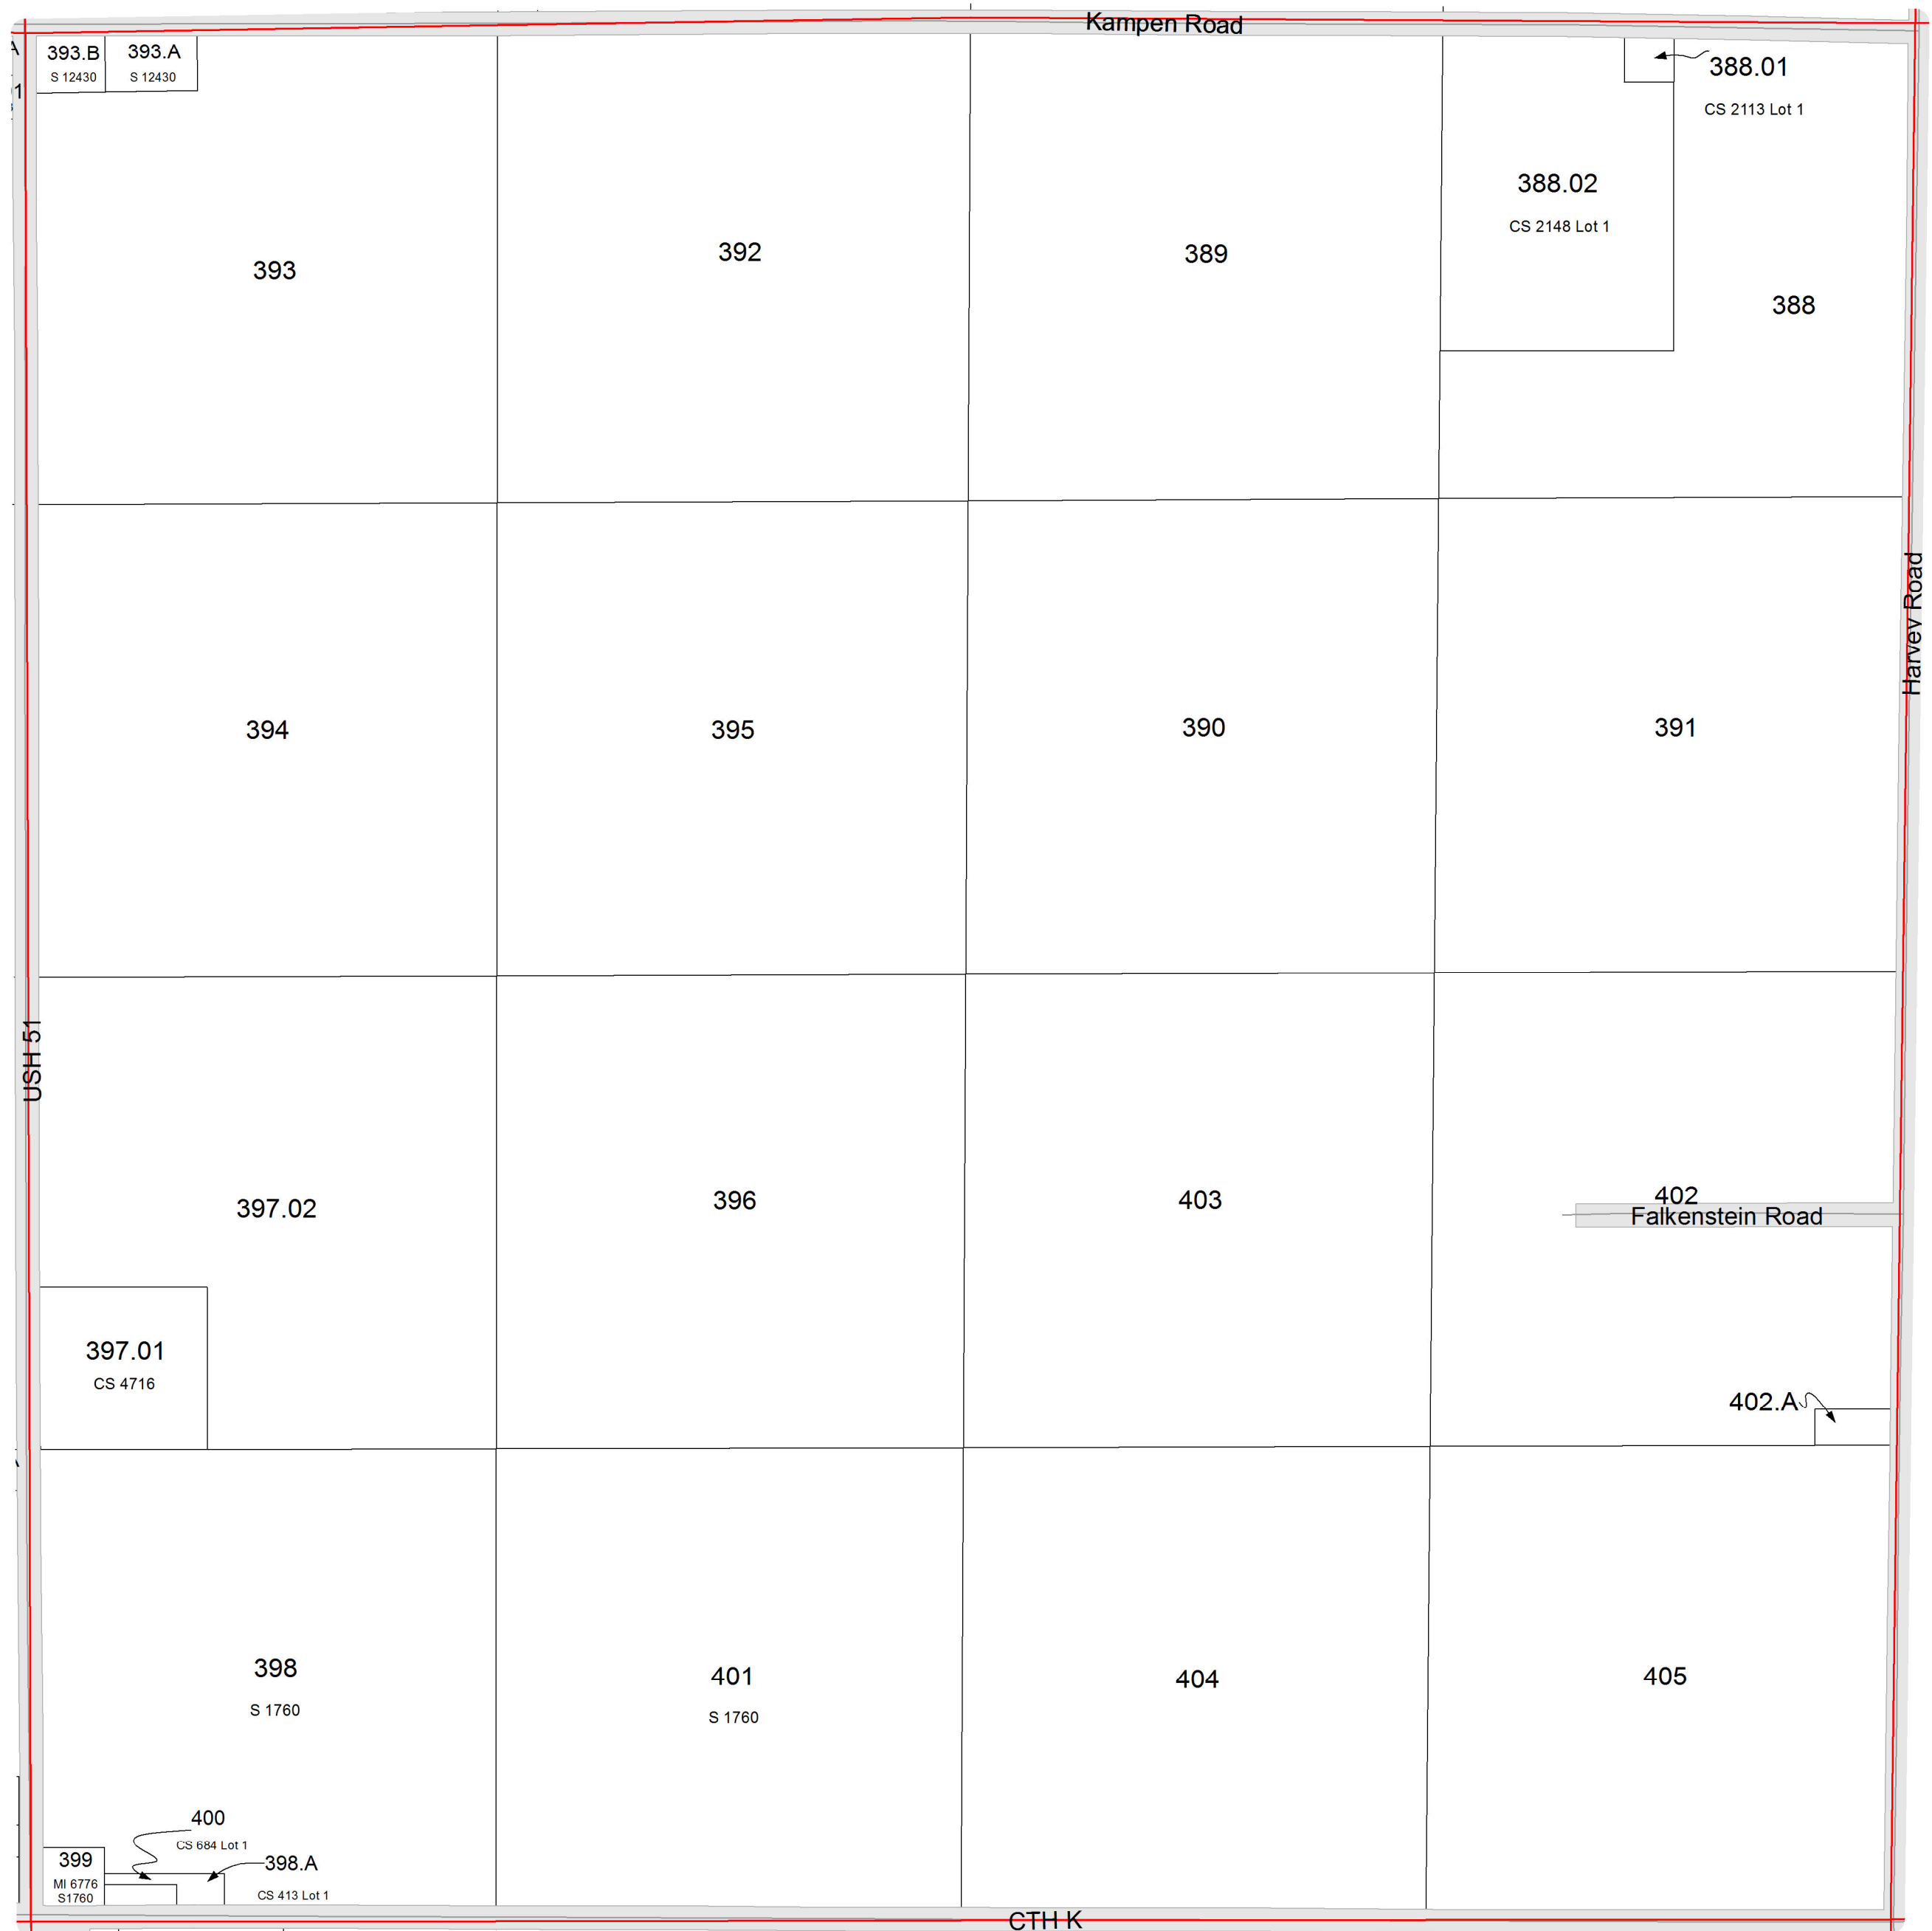 Kampen Road
393.B
S 12430
393.A
S 12430
388.01
CS 2113 Lot 1
388.02
CS 2148 Lot 1
393
392
389
388
Harvey Road
394
395
390
391
USH 51
397.02
396
403
402
Falkenstein Road
397.01
CS 4716
402.A
398
S 1760
401
S 1760
404
405
400
CS 684 Lot 1
399
MI 6776
S1760
398.A
CS 413 Lot 1
CTH K